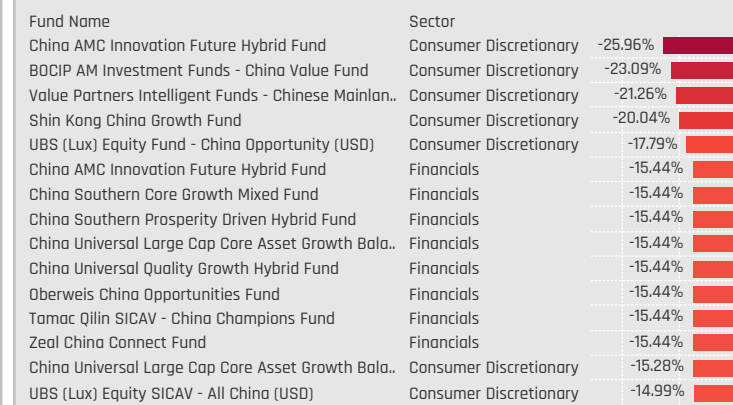 Fund Name Sector
China AMC Innovation Future Hybrid Fund Consumer Discretionary -25.96%
BOCIP AM Investment Funds - China Value Fund Consumer Discretionary -23.09%
Value Partners Intelligent Funds - Chinese Mainlan.. Consumer Discretionary -21.26%
Shin Kong China Growth Fund Consumer Discretionary -20.04%
UBS (Lux) Equity Fund - China Opportunity (USD) Consumer Discretionary -17.79%
China AMC Innovation Future Hybrid Fund Financials -15.44%
China Southern Core Growth Mixed Fund Financials -15.44%
China Southern Prosperity Driven Hybrid Fund Financials -15.44%
China Universal Large Cap Core Asset Growth Bala.. Financials -15.44%
China Universal Quality Growth Hybrid Fund Financials -15.44%
Oberweis China Opportunities Fund Financials -15.44%
Tamac Qilin SICAV - China Champions Fund Financials -15.44%
Zeal China Connect Fund Financials -15.44%
China Universal Large Cap Core Asset Growth Bala.. Consumer Discretionary -15.28%
UBS (Lux) Equity SICAV - All China (USD) Consumer Discretionary -14.99%